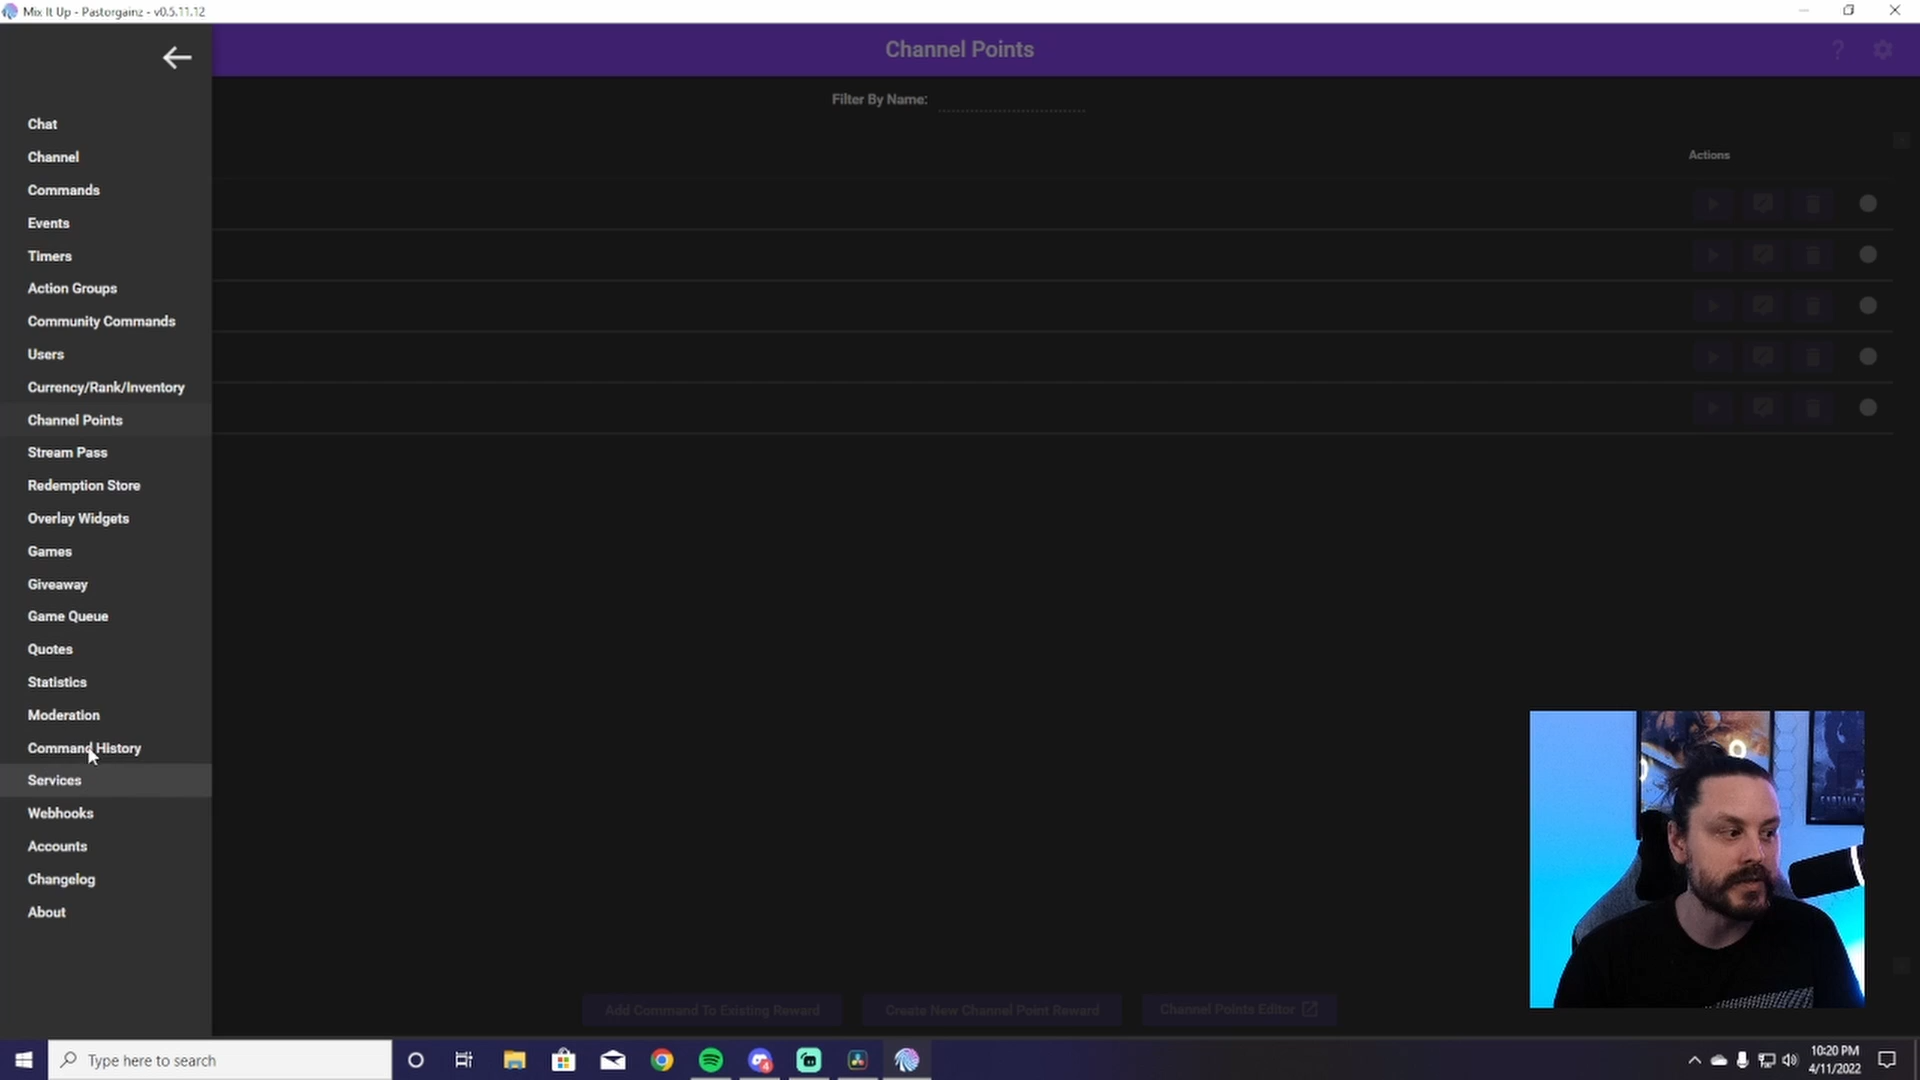 Mix It Up - Pastorgainz - v0.5.11.12
Channel Points
?
Filter By Name:
Actions
Chat
Channel
Commands
Events
Timers
Action Groups
Community Commands
Users
Currency/Rank/Inventory
Channel Points
Stream Pass
Redemption Store
Overlay Widgets
Games
Giveaway
Game Queue
Quotes
Statistics
Moderation
Command History
Services
Webhooks
Accounts
Changelog
About
Add Command To Existing Reward
Create New Channel Point Reward
Channel Points Editor
Type here to search
10:20 PM
4/11/2022